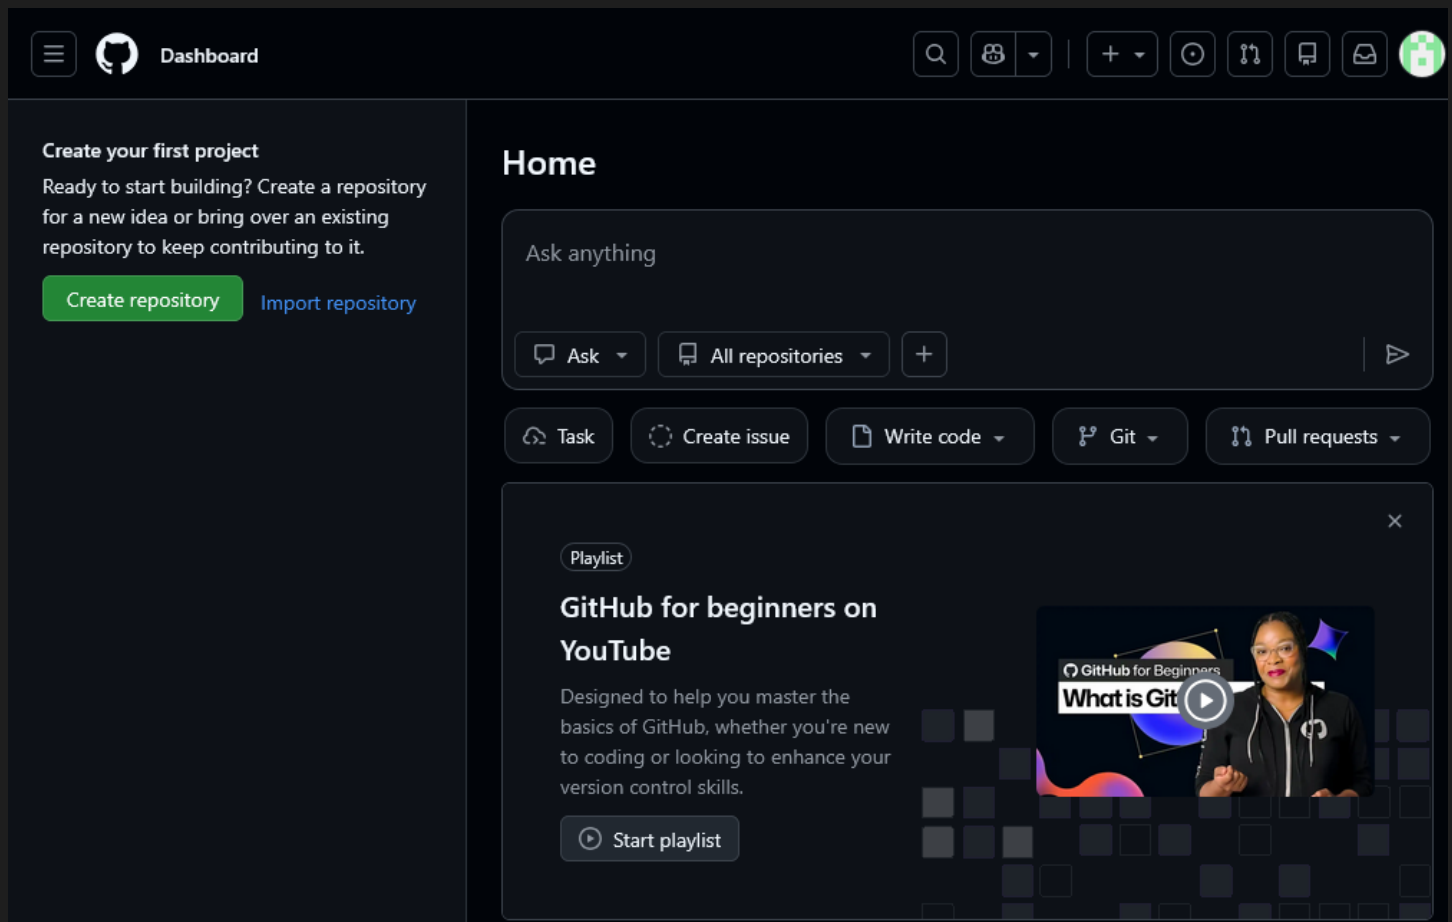 Dashboard
Create your first project
Ready to start building? Create a repository
for a new idea or bring over an existing
repository to keep contributing to it.
Create repository
Import repository
Home
Ask anything
Ask
All repositories
Task
Create issue
Write code
Git
Pull requests
Playlist
GitHub for beginners on
YouTube
Designed to help you master the
basics of GitHub, whether you're new
to coding or looking to enhance your
version control skills.
Start playlist
GitHub for Beginners
What is Git